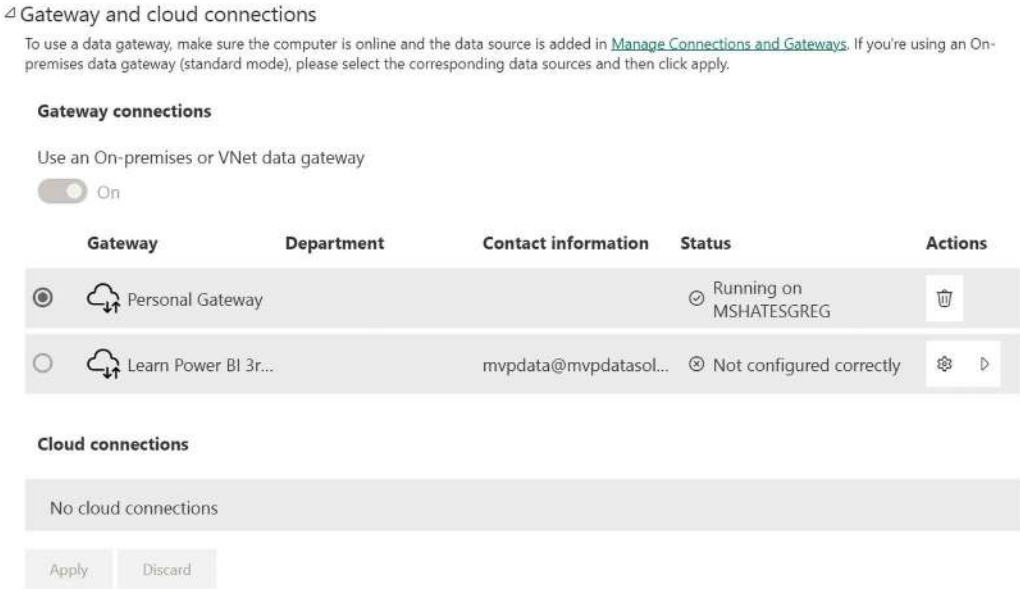 Gateway and cloud connections
To use a data gateway, make sure the computer is online and the data source is added in Manage Connections and Gateways. If you're using an On-
premises data gateway (standard mode), please select the corresponding data sources and then click apply.
Gateway connections
Use an On-premises or VNet data gateway
On
Gateway Department Contact information Status Actions
Personal Gateway Running on
MSHATESGREG
Learn Power BI 3r... mvpdata@mvpdatasol... Not configured correctly
Cloud connections
No cloud connections
Apply Discard